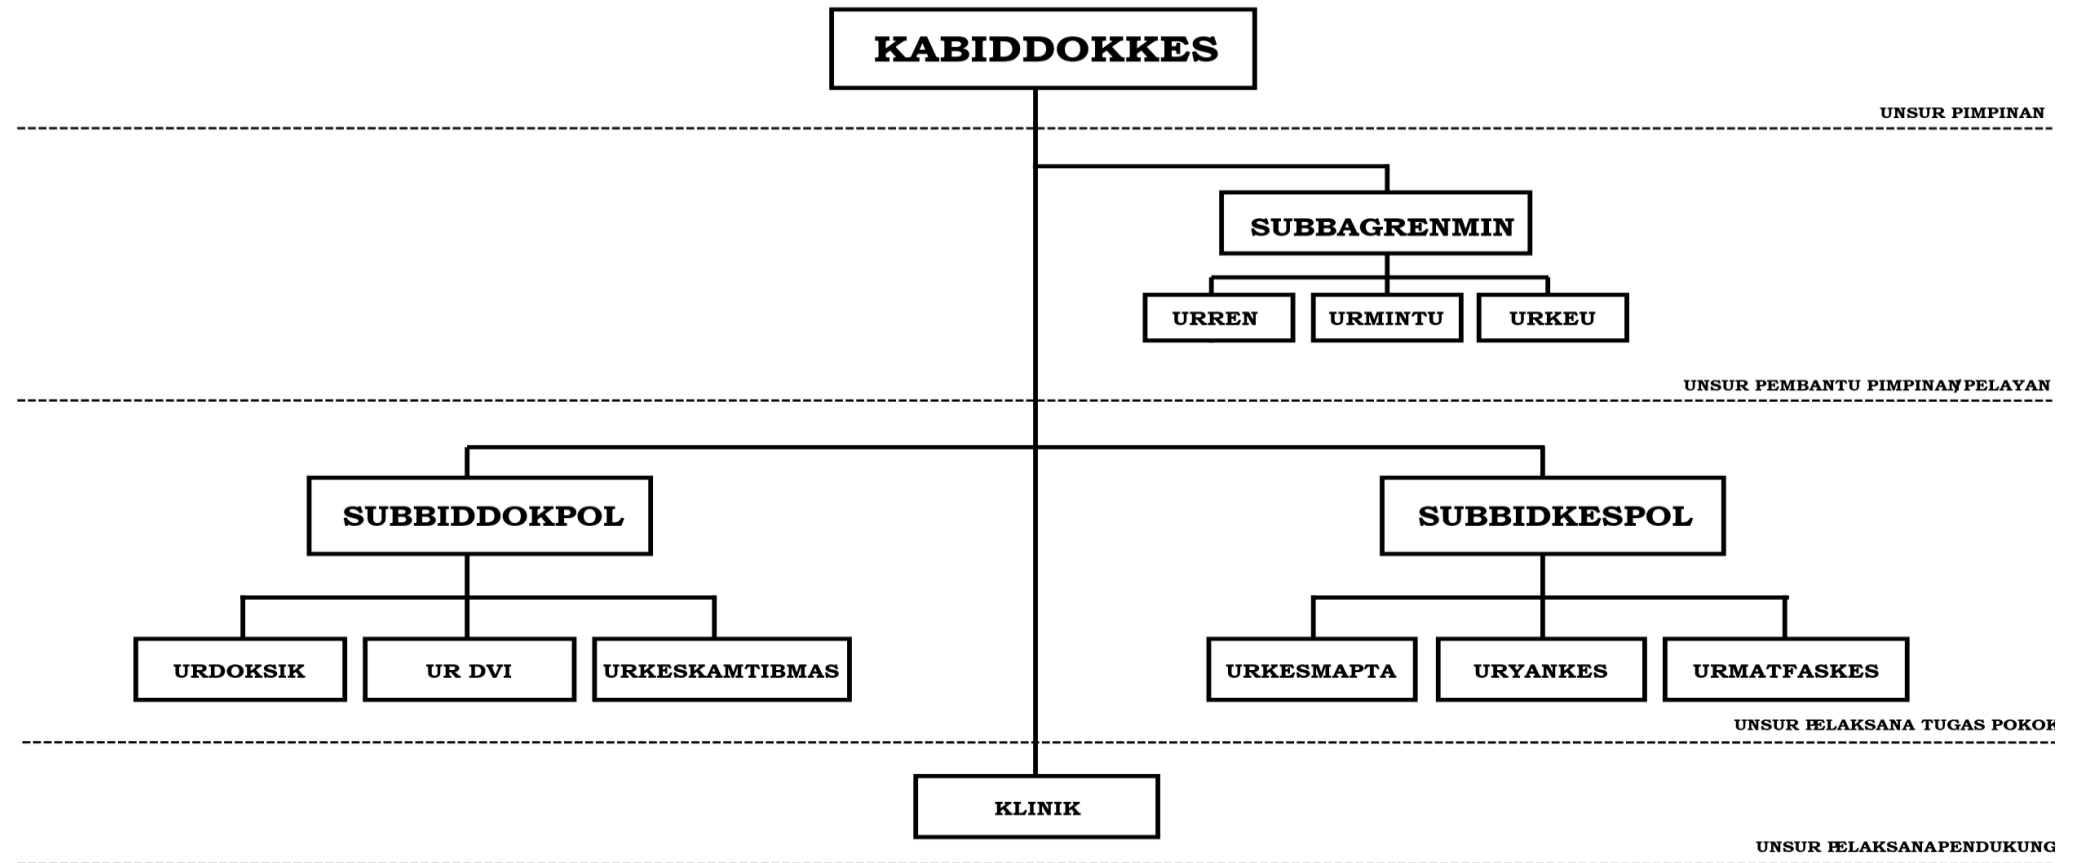 KABIDDOKKES
UNSUR PIMPINAN
SUBBAGRENMIN
URREN
URMINTU
URKEU
UNSUR PEMBANTU PIMPINAN/PELAYAN
SUBBIDDOKPOL
SUBBIDKESPOL
URDOKSIK
UR DVI
URKESKAMTIBMAS
URKESMAPTA
URYANKES
URMATFASKES
UNSUR PELAKSANA TUGAS POKOK
KLINIK
UNSUR PELAKSANAPENDUKUNG